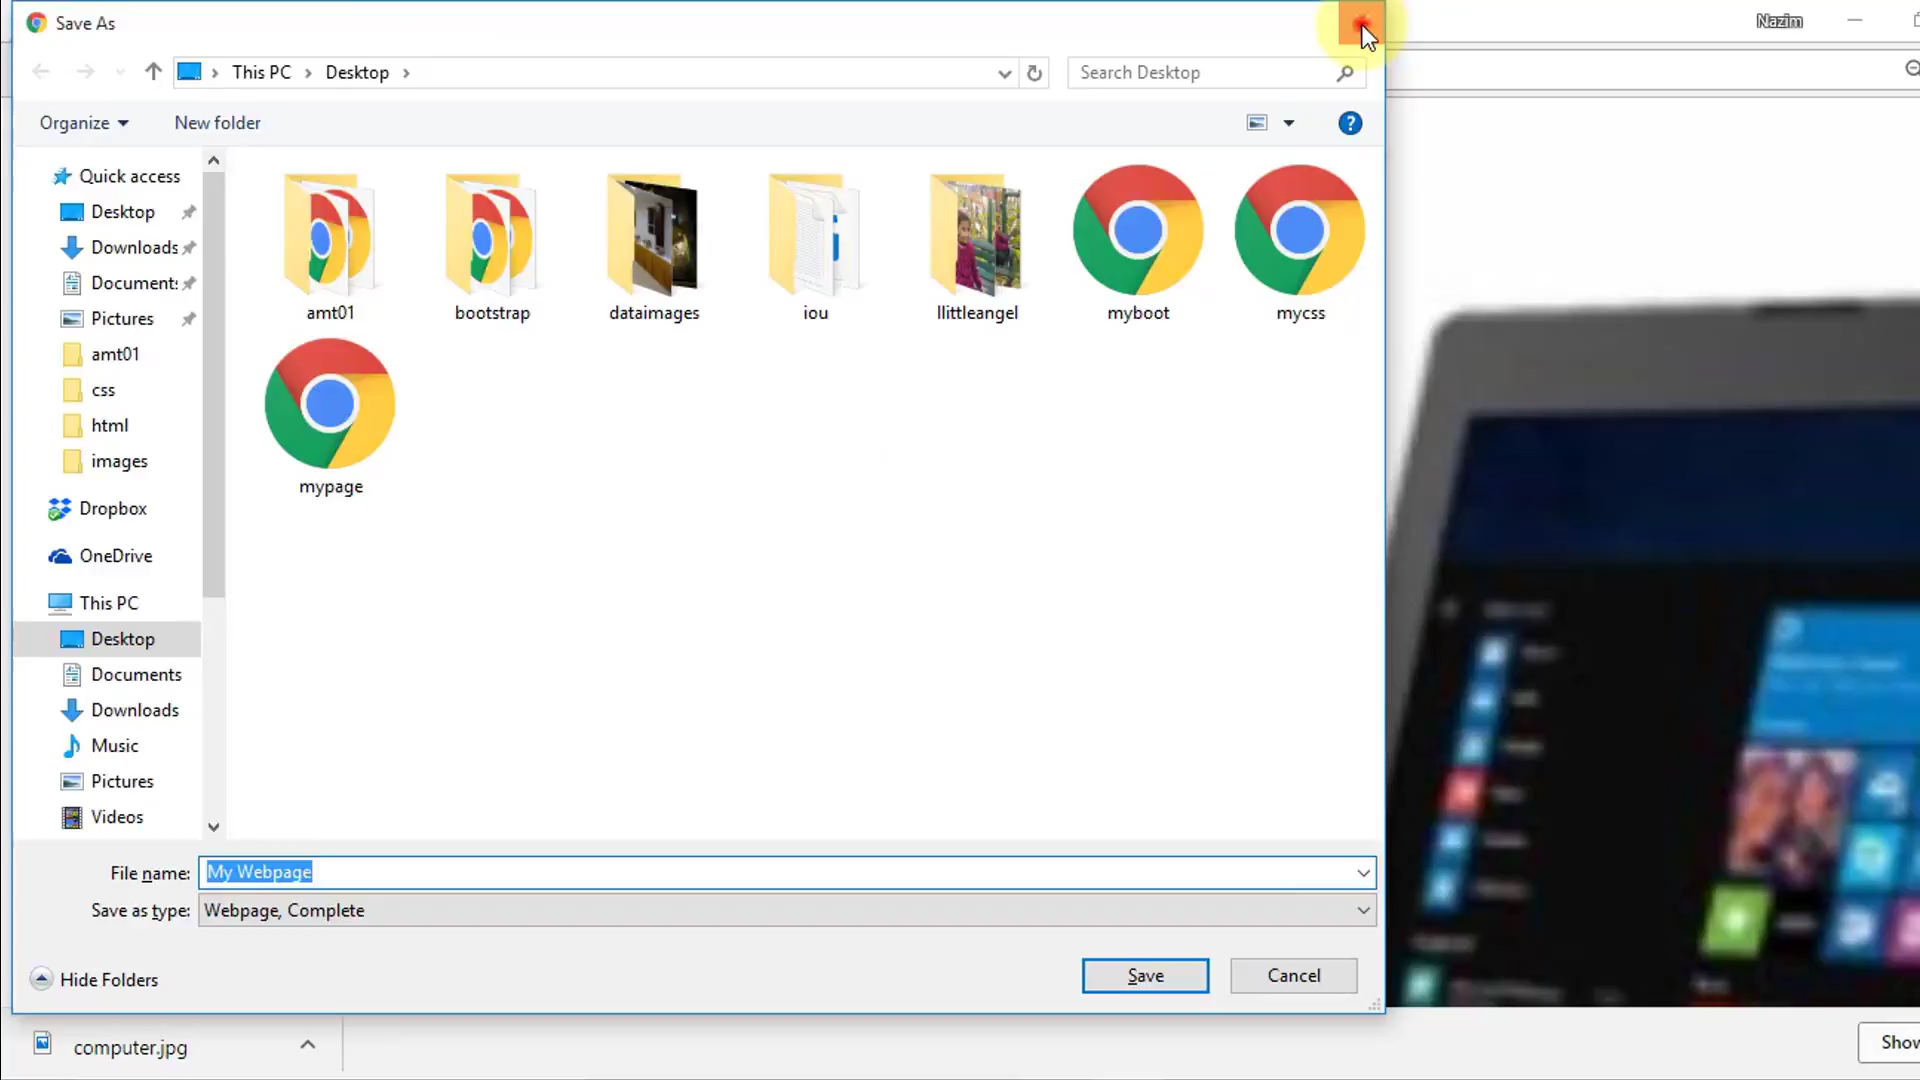 Save As
Nazim
This PC > Desktop >
Search Desktop
Organize
New folder
Quick access
Desktop
Downloads
Document:
Pictures
amt01
css
html
images
Dropbox
OneDrive
This PC
Desktop
Documents
Downloads
Music
Pictures
Videos
amt01
bootstrap
dataimages
iou
llittleangel
myboot
mycss
mypage
File name:
My Webpage
Save as type:
Webpage, Complete
Hide Folders
Save
Cancel
computer.jpg
Show